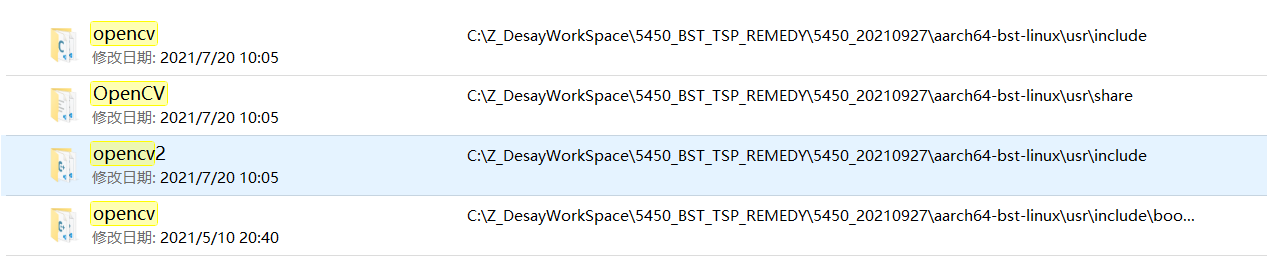 opencv C:\Z_DesayWorkSpace\5450_BST_TSP_REMEDY\5450_20210927\aarch64-bst-linux\usr\include
修改日期: 2021/7/20 10:05
OpenCV C:\Z_DesayWorkSpace\5450_BST_TSP_REMEDY\5450_20210927\aarch64-bst-linux\usr\share
修改日期: 2021/7/20 10:05
opencv2 C:\Z_DesayWorkSpace\5450_BST_TSP_REMEDY\5450_20210927\aarch64-bst-linux\usr\include
修改日期: 2021/7/20 10:05
opencv C:\Z_DesayWorkSpace\5450_BST_TSP_REMEDY\5450_20210927\aarch64-bst-linux\usr\include\boo...
修改日期: 2021/5/10 20:40